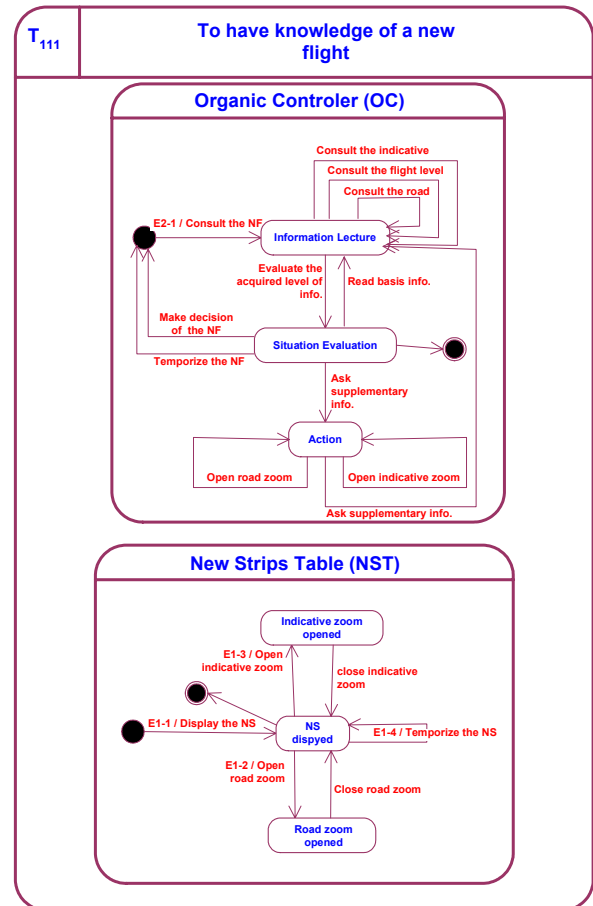 T111
To have knowledge of a new
flight
Organic Controler (OC)
Consult the indicative
Consult the flight level
Consult the road
E2-1 / Consult the NF
Information Lecture
Evaluate the
acquired level of
info.
Read basis info.
Make decision
of the NF
Situation Evaluation
Temporize the NF
Ask
supplementary
info.
Action
Open road zoom
Open indicative zoom
Ask supplementary info.
New Strips Table (NST)
Indicative zoom
opened
E1-3 / Open
indicative zoom
close indicative
zoom
E1-1 / Display the NS
NS
dispyed
E1-4 / Temporize the NS
E1-2 / Open
road zoom
Close road zoom
Road zoom
opened